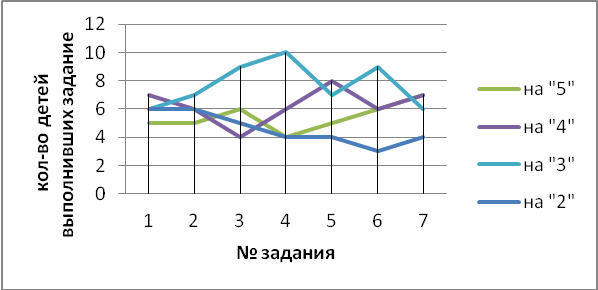 12
10
8
6
4
2
0
кол-во детей
выполнивших задание
1 2 3 4 5 6 7
№ задания
на "5"
на "4"
на "3"
на "2"